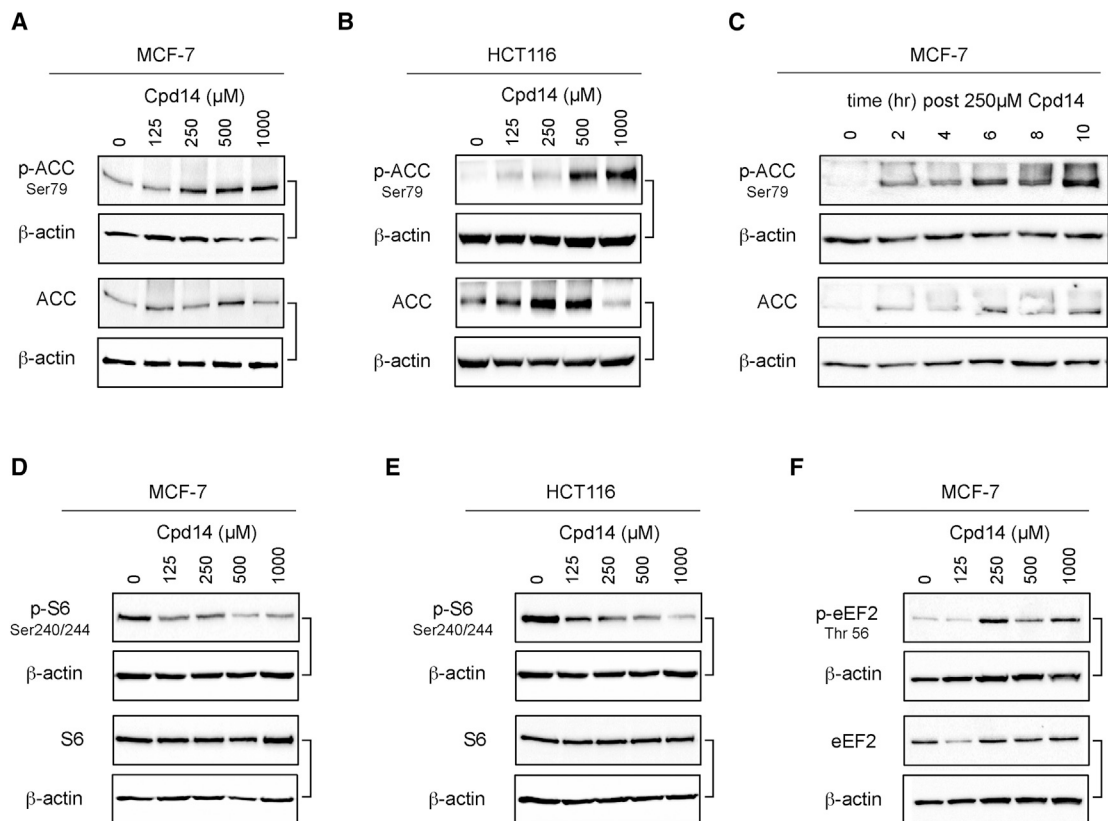 A
MCF-7
Cpd14 (µM)
0 125 250 500 1000
p-ACC
Ser79
β-actin
ACC
β-actin
B
HCT116
Cpd14 (µM)
0 125 250 500 1000
p-ACC
Ser79
β-actin
ACC
β-actin
C
MCF-7
time (hr) post 250µM Cpd14
0 2 4 6 8 10
p-ACC
Ser79
β-actin
ACC
β-actin
D
MCF-7
Cpd14 (µM)
0 125 250 500 1000
p-S6
Ser240/244
β-actin
S6
β-actin
E
HCT116
Cpd14 (µM)
0 125 250 500 1000
p-S6
Ser240/244
β-actin
S6
β-actin
F
MCF-7
Cpd14 (µM)
0 125 250 500 1000
p-eEF2
Thr 56
β-actin
eEF2
β-actin